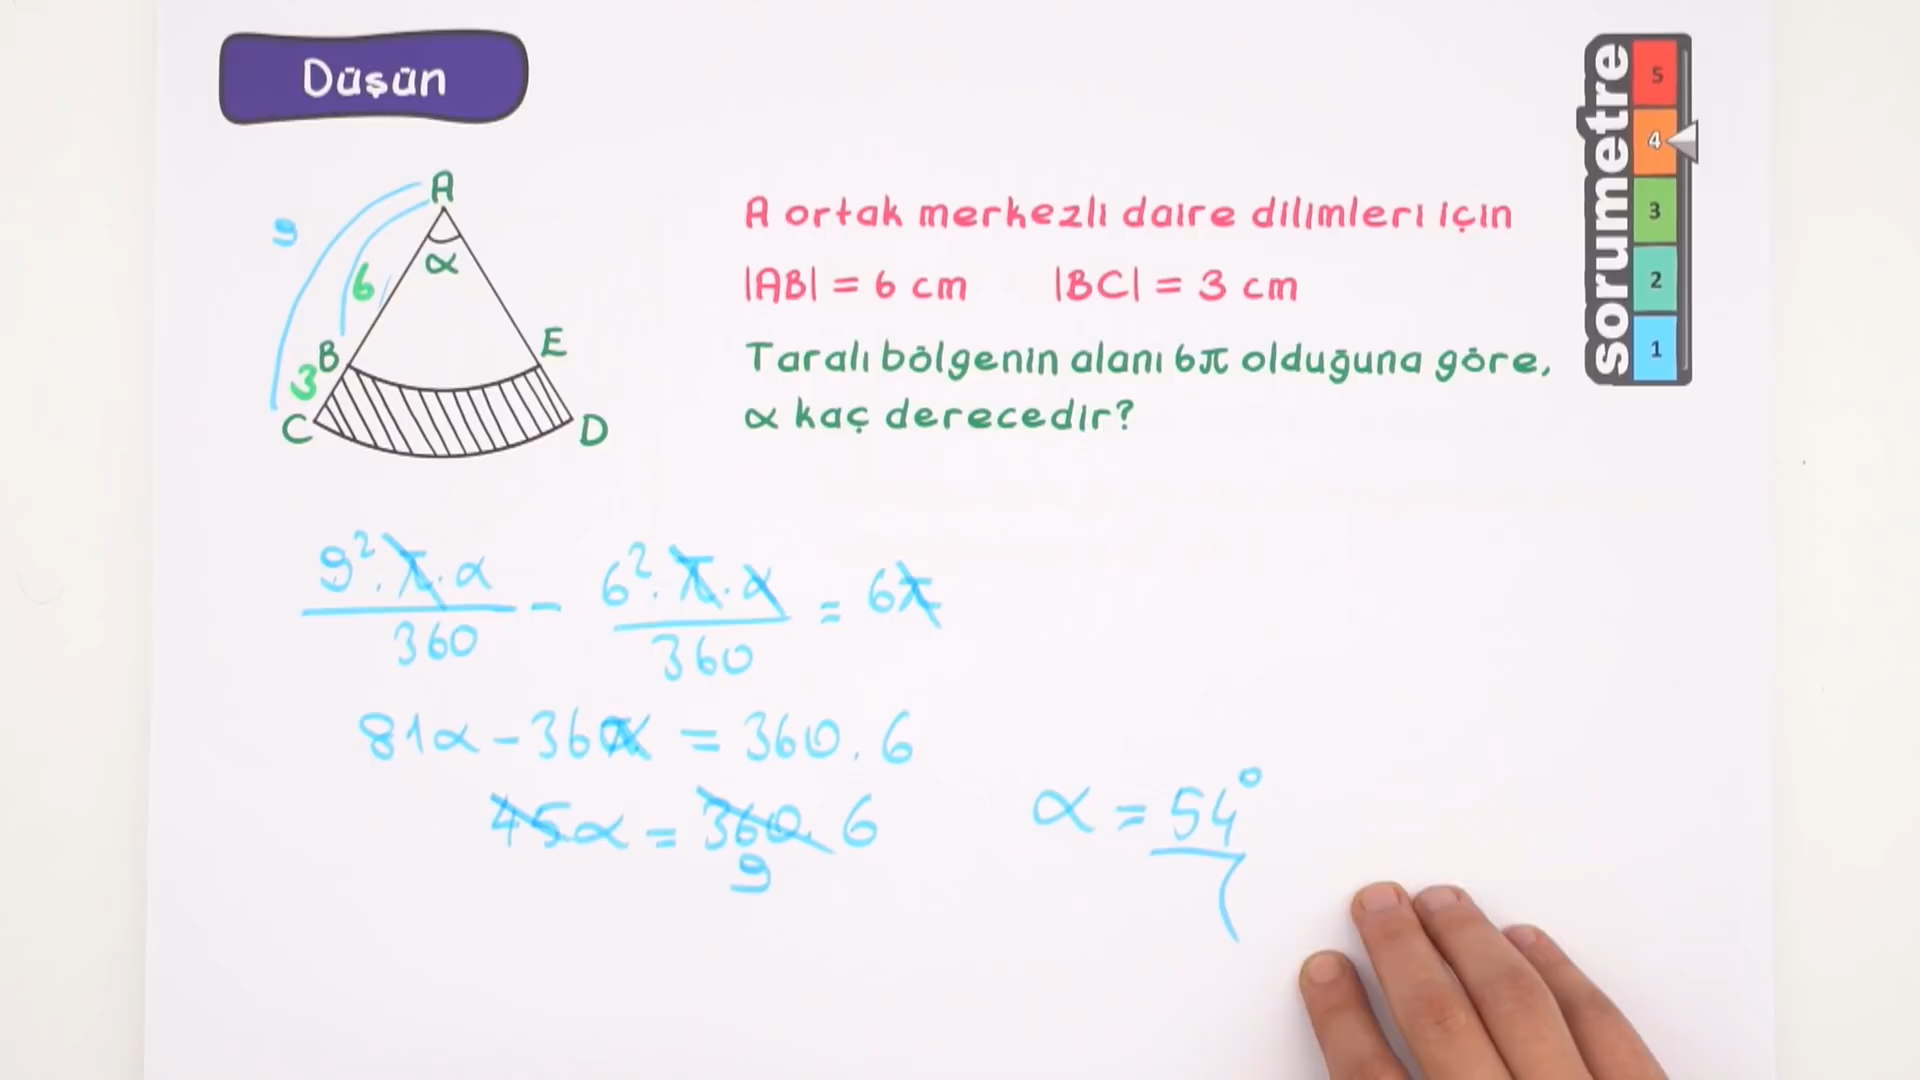 Düşün
A
9
α
6
B
E
3
C
D
A ortak merkezli daire dilimleri için
|AB| = 6 cm |BC| = 3 cm
Taralı bölgenin alanı 6π olduğuna göre,
α kaç derecedir?
sorumetre
5
4
3
2
1
9².π.α / 360 - 6².π.α / 360 = 6π
81α - 36α = 360.6
45α = 360.6
9
α = 54°